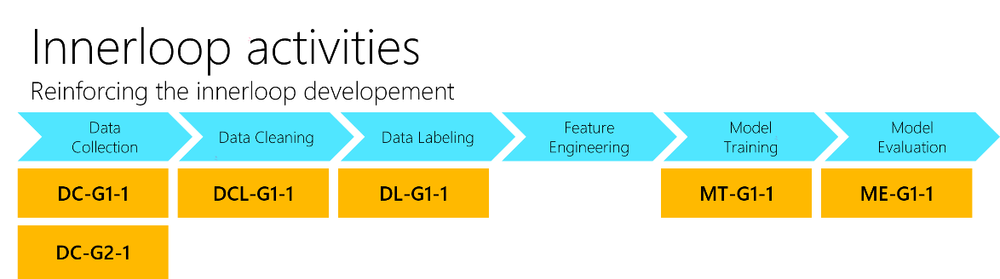 Innerloop activities
Reinforcing the innerloop developement
Data
Collection
Data Cleaning
Data Labeling
Feature
Engineering
Model
Training
Model
Evaluation
DC-G1-1
DCL-G1-1
DL-G1-1
MT-G1-1
ME-G1-1
DC-G2-1